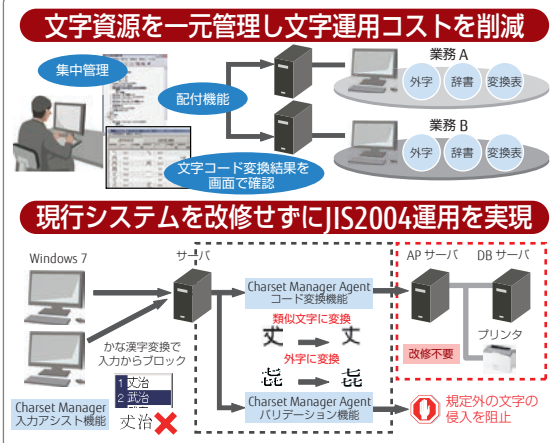 文字資源を一元管理し文字運用コストを削減
集中管理
配付機能
文字コード変換結果を
画面で確認
業務 A
外字
辞書
変換表
業務 B
外字
辞書
変換表
現行システムを改修せずにJIS2004運用を実現
Windows 7
サーバ
かな漢字変換で
入力からブロック
1 丈治
2 武治
丈治
Charset Manager
入力アシスト機能
Charset Manager Agent
コード変換機能
類似文字に変換
丈 丈
外字に変換
Charset Manager Agent
バリデーション機能
AP サーバ
DB サーバ
プリンタ
改修不要
規定外の文字の
侵入を阻止